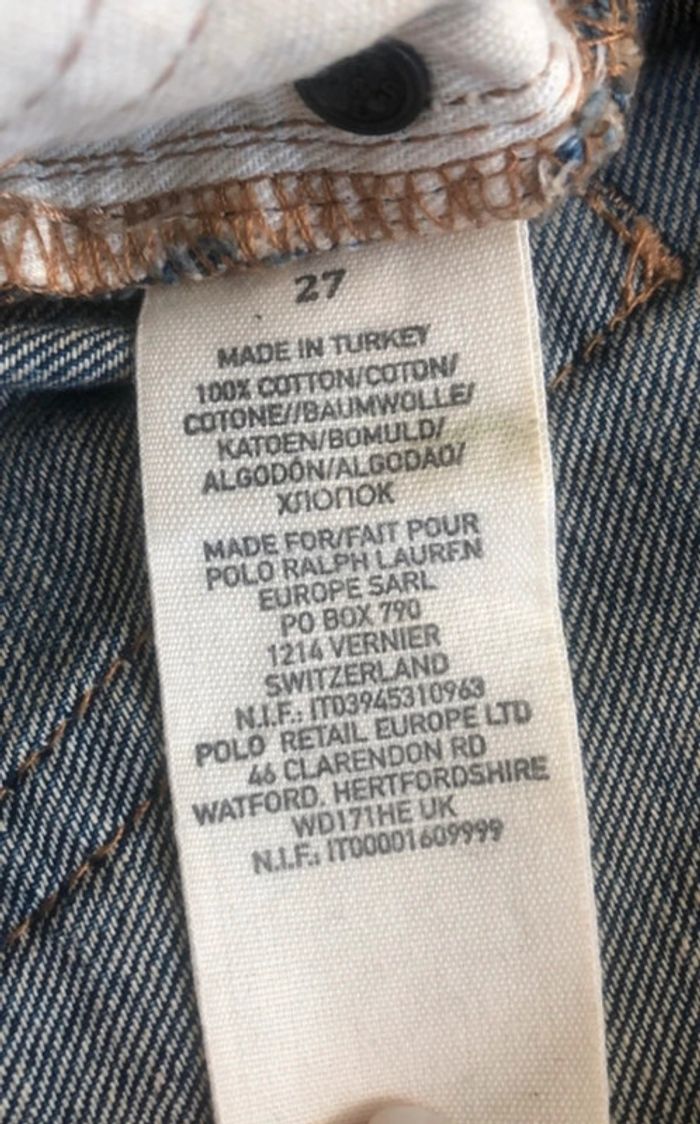 27
MADE IN TURKEY
100% COTTON/COTON/
COTONE//BAUMWOLLE/
KATOEN/BOMULD/
ALGODÓN/ALGODAO/
ХЛОПОК
MADE FOR/FAIT POUR
POLO RALPH LAUREN
EUROPE SARL
PO BOX 790
1214 VERNIER
SWITZERLAND
N.I.F.: IT03945310963
POLO RETAIL EUROPE LTD
46 CLARENDON RD
WATFORD, HERTFORDSHIRE
WD171HE UK
N.I.F.: IT00001609999